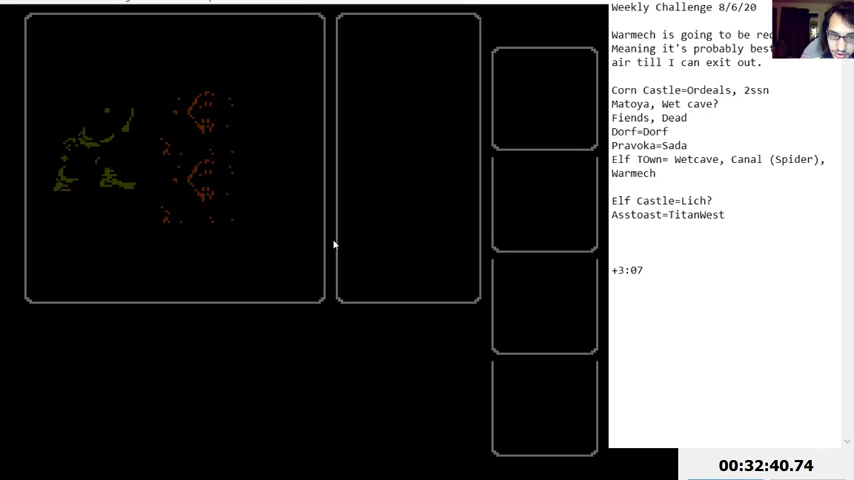 Weekly Challenge 8/6/20
Warmech is going to be
Meaning it's probably
air till I can exit out.
Corn Castle=Ordeals, 2ssn
Matoya, Wet cave?
Fiends, Dead
Dorf=Dorf
Pravoka=Sada
Elf TOwn= Wetcave, Canal (Spider),
Warmech
Elf Castle=Lich?
Asstoast=TitanWest
+3:07
00:32:40.74